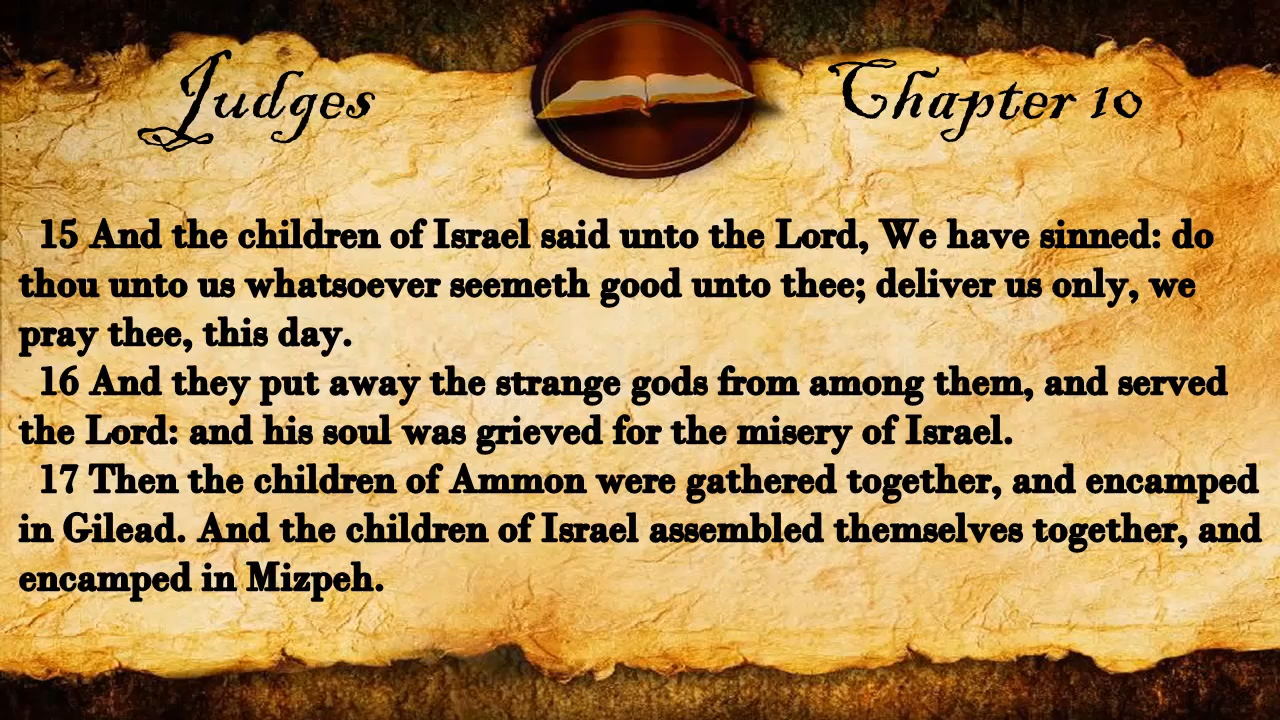 Judges Chapter 10
15 And the children of Israel said unto the Lord, We have sinned: do
thou unto us whatsoever seemeth good unto thee; deliver us only, we
pray thee, this day.
16 And they put away the strange gods from among them, and served
the Lord: and his soul was grieved for the misery of Israel.
17 Then the children of Ammon were gathered together, and encamped
in Gilead. And the children of Israel assembled themselves together, and
encamped in Mizpeh.